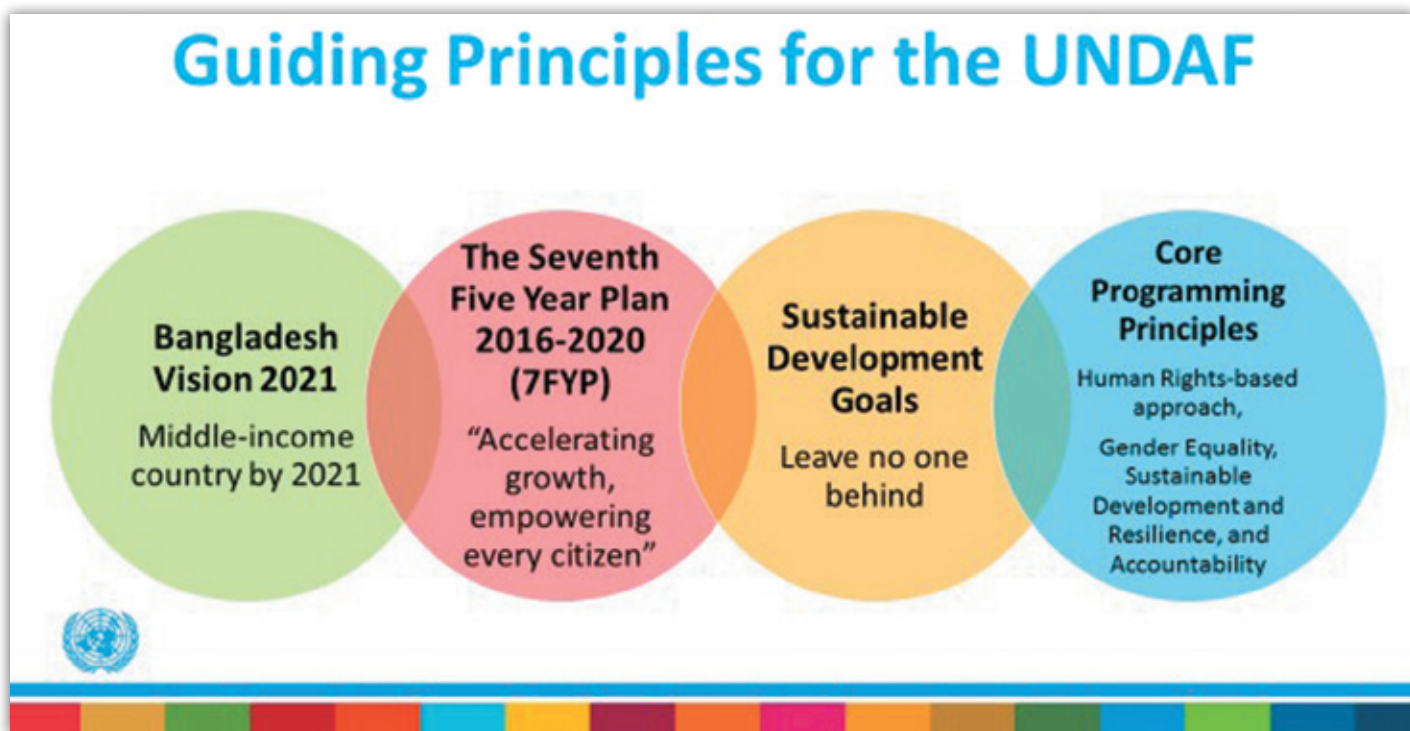 Guiding Principles for the UNDAF
Bangladesh
Vision 2021
Middle-income
country by 2021
The Seventh
Five Year Plan
2016-2020
(7FYP)
“Accelerating
growth,
empowering
every citizen”
Sustainable
Development
Goals
Leave no one
behind
Core
Programming
Principles
Human Rights-based
approach,
Gender Equality,
Sustainable
Development and
Resilience, and
Accountability